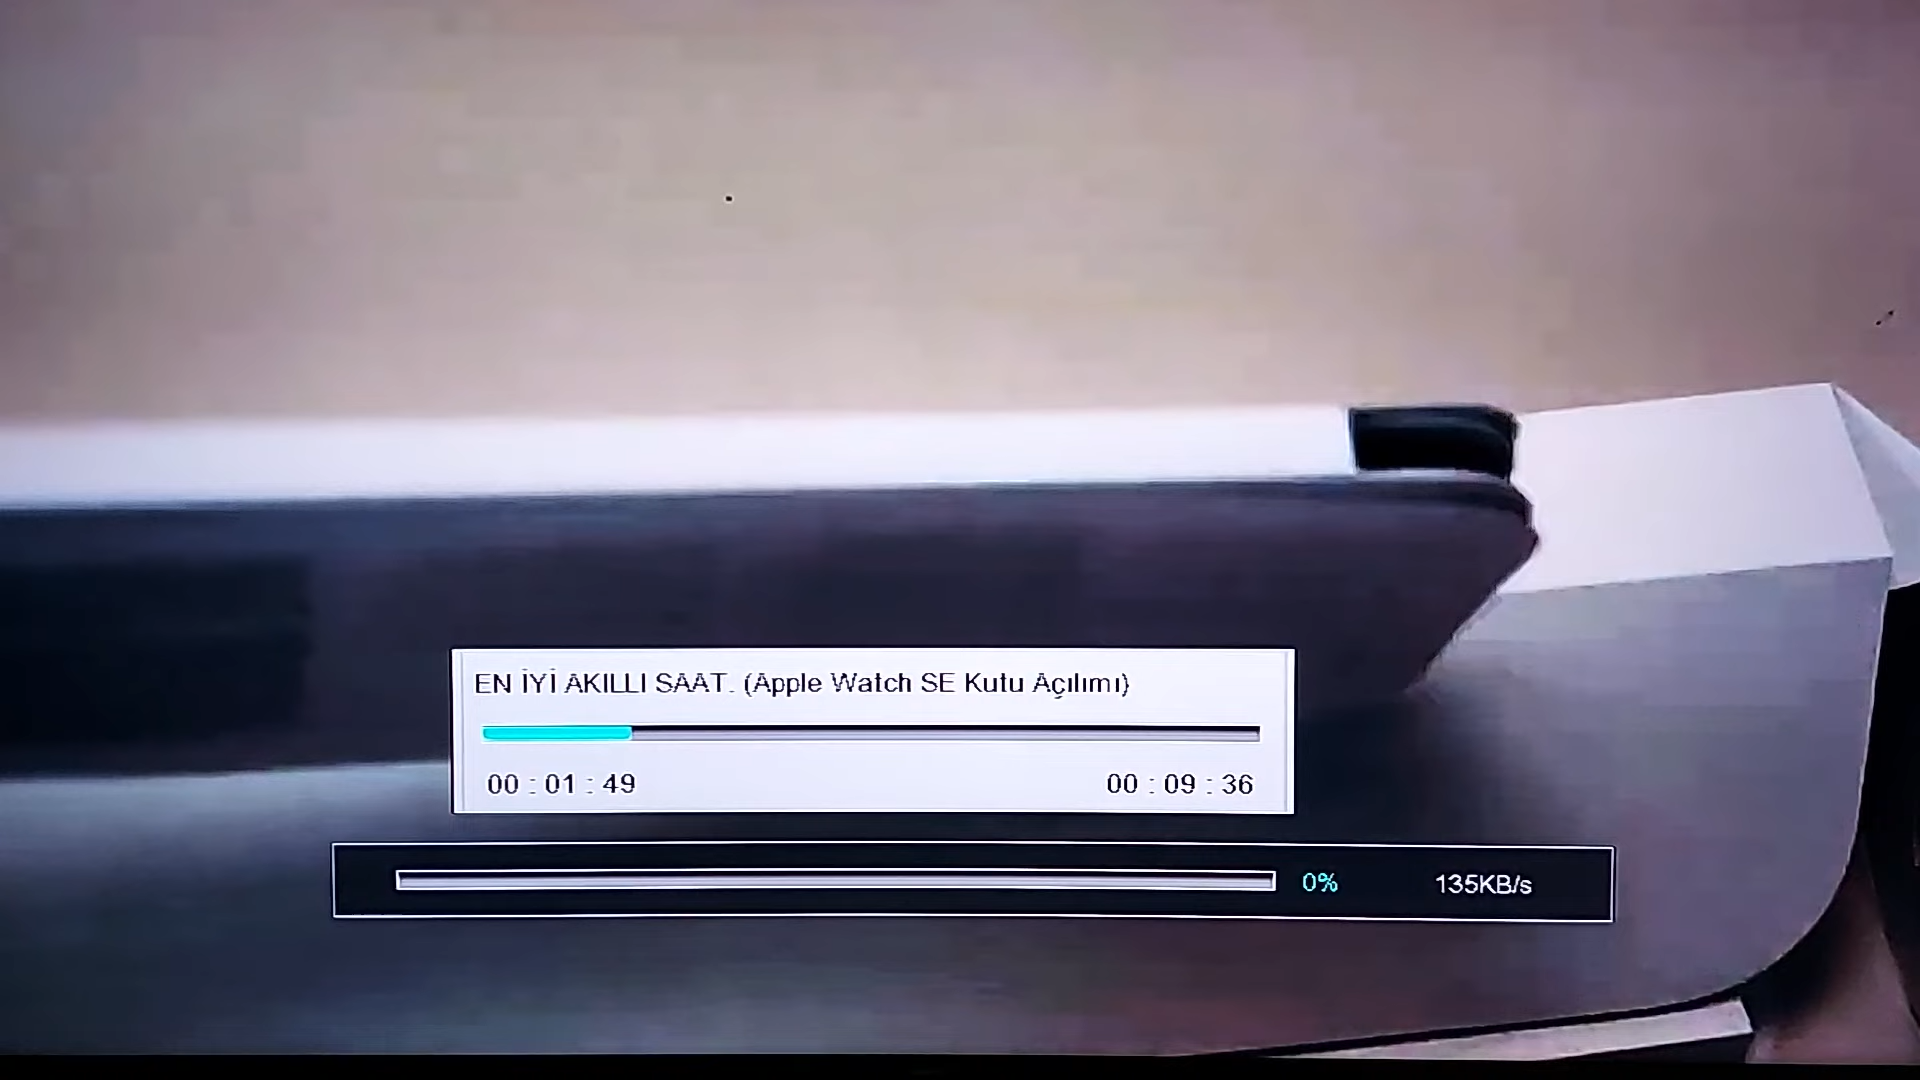 EN İYİ AKILLI SAAT. (Apple Watch SE Kutu Açılımı)
00 : 01 : 49 00 : 09 : 36
0% 135KB/s